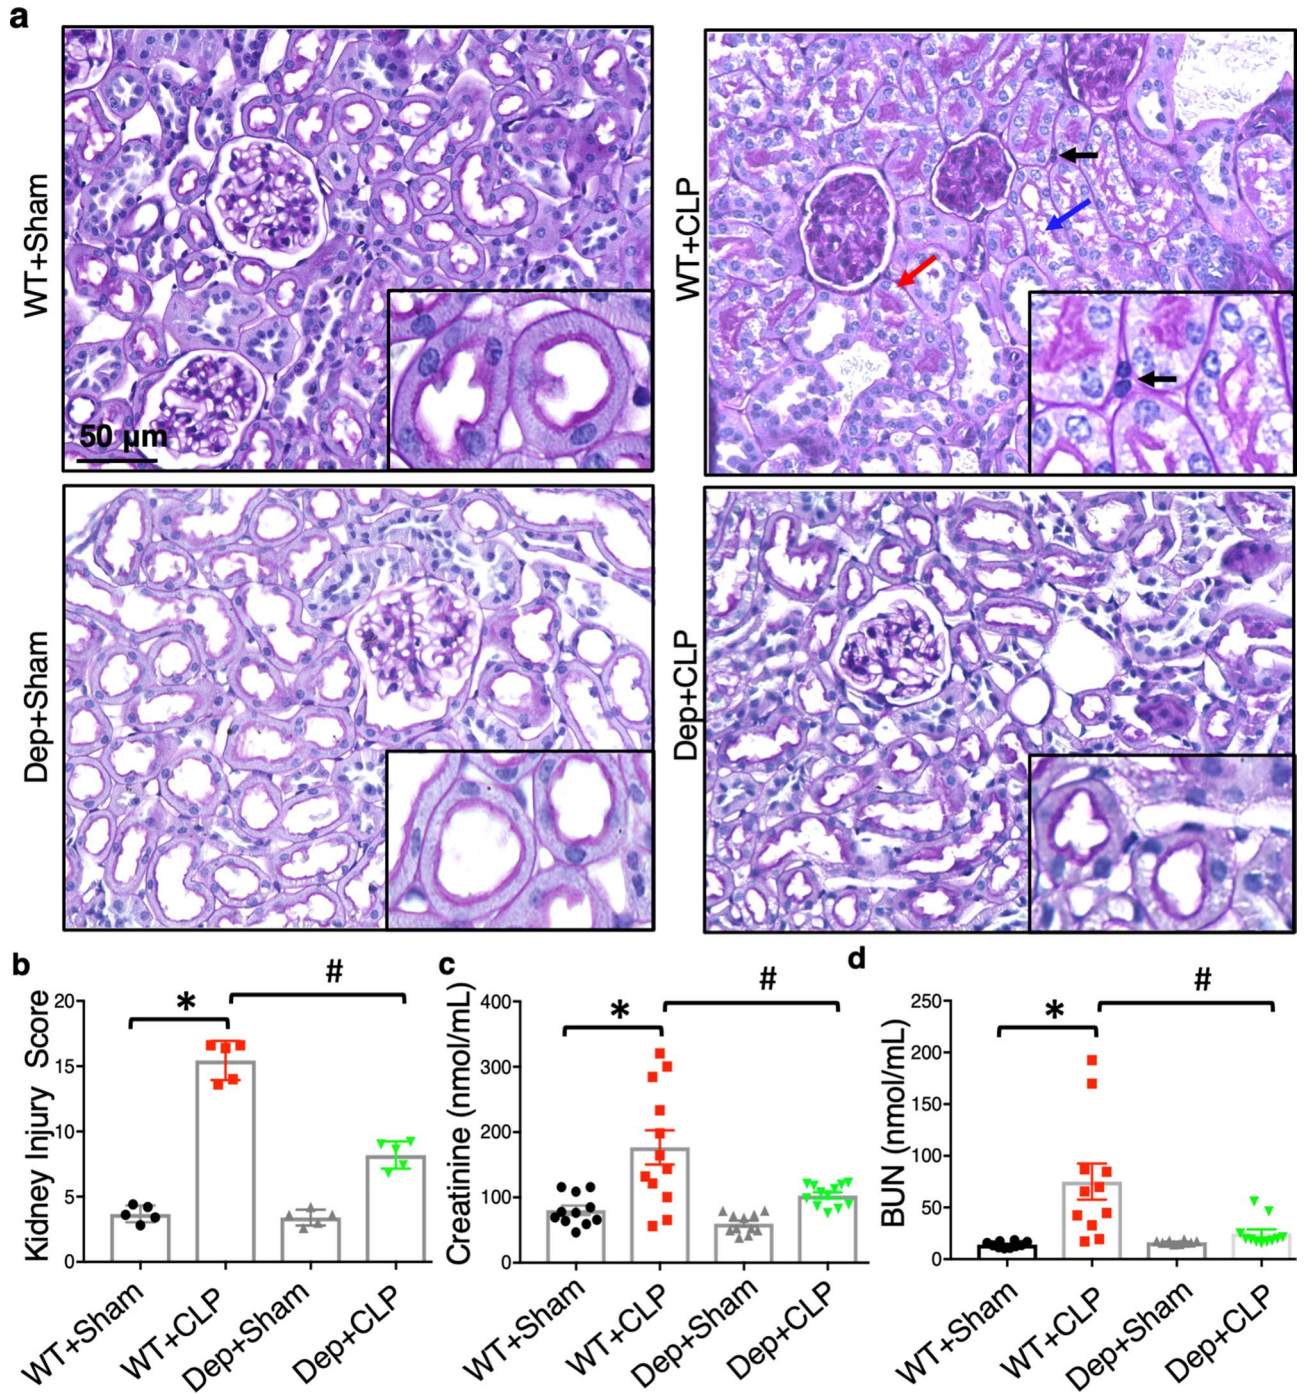 a
WT+Sham
50 µm
WT+CLP
Dep+Sham
Dep+CLP
b
Kidney Injury Score
20
15
10
5
0
*
#
WT+Sham
WT+CLP
Dep+Sham
Dep+CLP
c
Creatinine (nmol/mL)
400
300
200
100
0
*
#
WT+Sham
WT+CLP
Dep+Sham
Dep+CLP
d
BUN (nmol/mL)
250
200
150
100
50
0
*
#
WT+Sham
WT+CLP
Dep+Sham
Dep+CLP